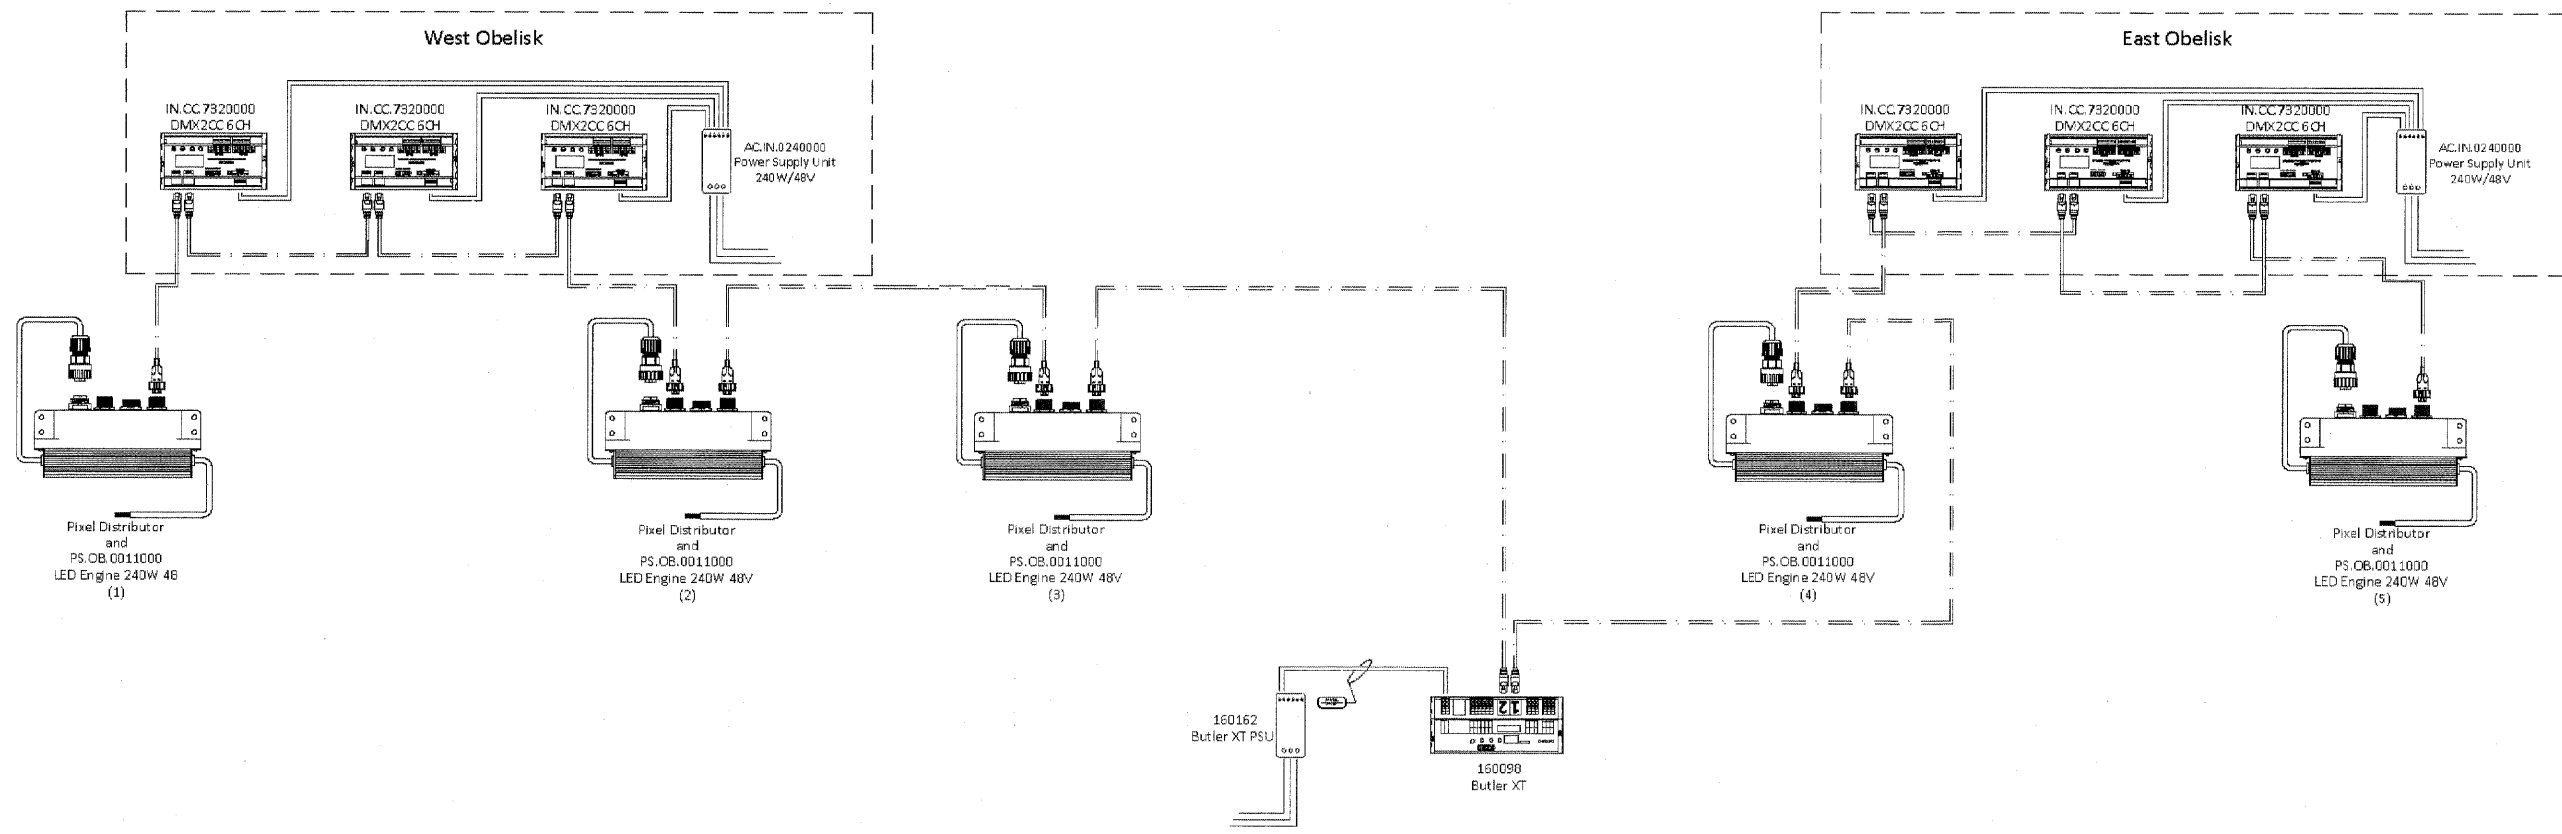 West Obelisk
IN.CC.7320000
DMX2CC 6CH
IN.CC.7320000
DMX2CC 6CH
IN.CC.7320000
DMX2CC 6CH
AC.IN.0240000
Power Supply Unit
240W/48V
East Obelisk
IN.CC.7320000
DMX2CC 6CH
IN.CC.7320000
DMX2CC 6CH
IN.CC.7320000
DMX2CC 6CH
AC.IN.0240000
Power Supply Unit
240W/48V
Pixel Distributor
and
PS.OB.0011000
LED Engine 240W 48
(1)
Pixel Distributor
and
PS.OB.0011000
LED Engine 240W 48V
(2)
Pixel Distributor
and
PS.OB.0011000
LED Engine 240W 48V
(3)
Pixel Distributor
and
PS.OB.0011000
LED Engine 240W 48V
(4)
Pixel Distributor
and
PS.OB.0011000
LED Engine 240W 48V
(5)
160162
Butler XT PSU
2 1
160098
Butler XT